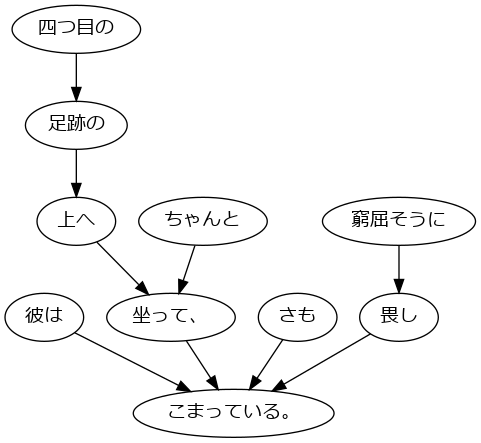 四つ目の
足跡の
上へ
ちゃんと
窮屈そうに
彼は
坐って、
さも
畏し
こまっている。